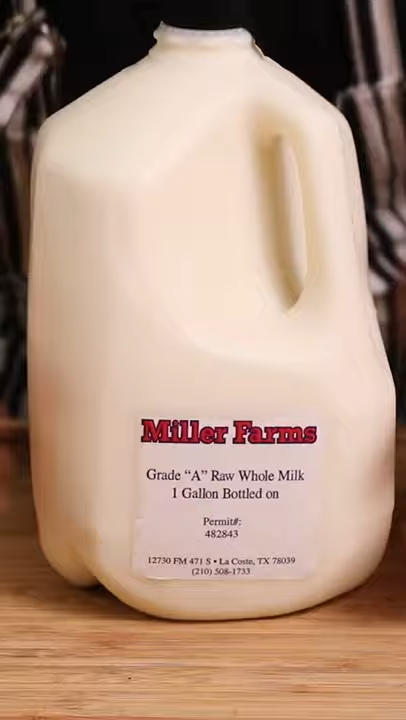 Miller Farms
Grade “A” Raw Whole Milk
1 Gallon Bottled on
Permit#:
482843
12730 FM 471 S • La Coste, TX 78039
(210) 508-1733